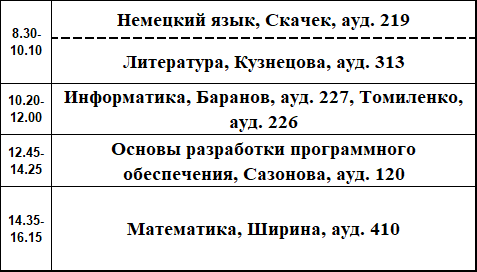 8.30-
10.10
Немецкий язык, Скачек, ауд. 219
Литература, Кузнецова, ауд. 313
10.20-
12.00
Информатика, Баранов, ауд. 227, Томиленко,
ауд. 226
12.45-
14.25
Основы разработки программного
обеспечения, Сазонова, ауд. 120
14.35-
16.15
Математика, Ширина, ауд. 410